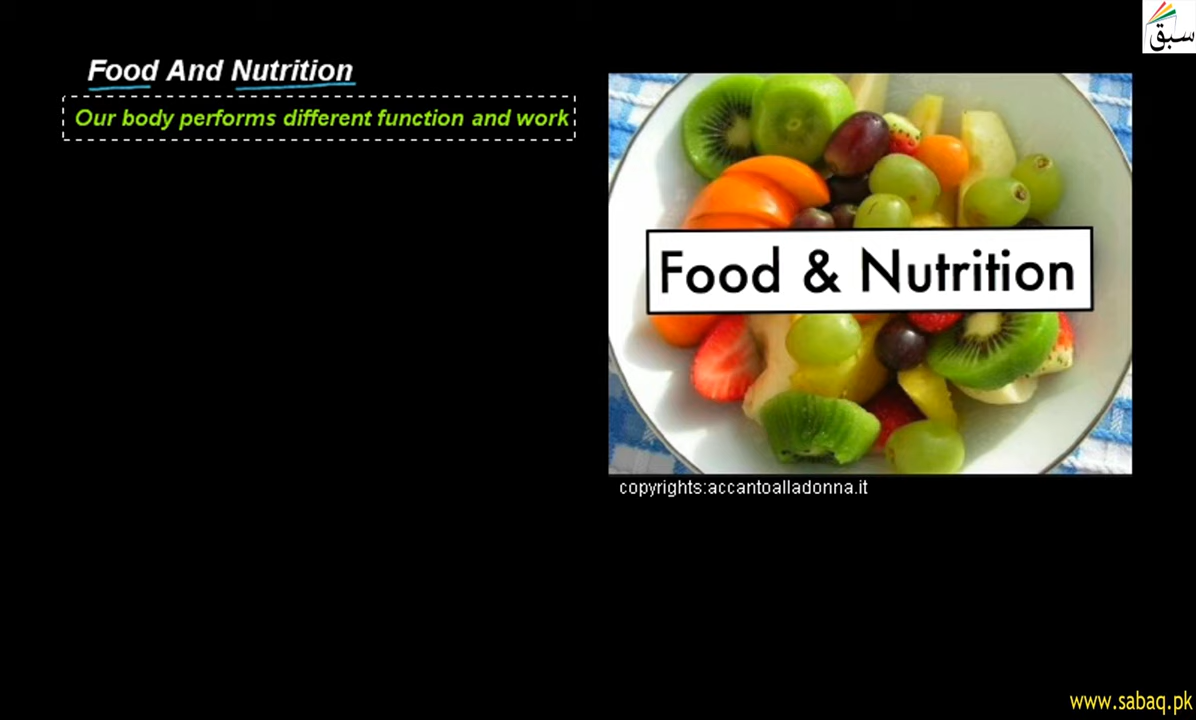 سبق
Food And Nutrition
Our body performs different function and work
Food & Nutrition
copyrights:accantoalladonna.it
www.sabaq.pk